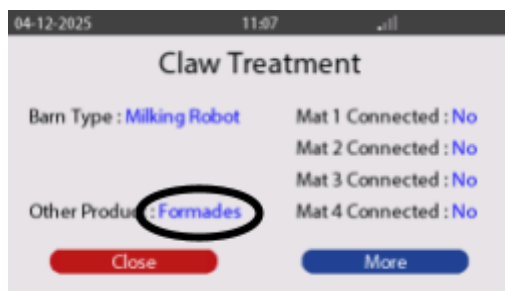 04-12-2025 11:07
Claw Treatment
Barn Type : Milking Robot Mat 1 Connected : No
Mat 2 Connected : No
Mat 3 Connected : No
Other Product : Formades Mat 4 Connected : No
Close More